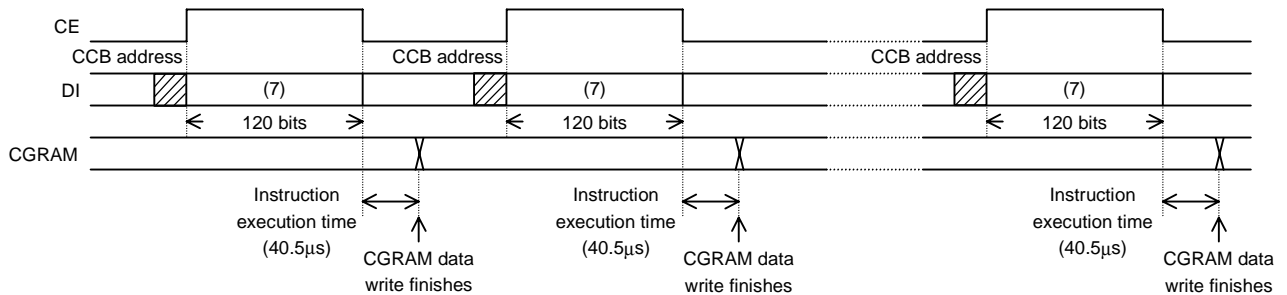 CE
CCB address CCB address CCB address
DI (7) (7) (7)
120 bits 120 bits 120 bits
CGRAM
Instruction Instruction Instruction
execution time execution time execution time
(40.5μs) (40.5μs) (40.5μs)
CGRAM data CGRAM data CGRAM data
write finishes write finishes write finishes